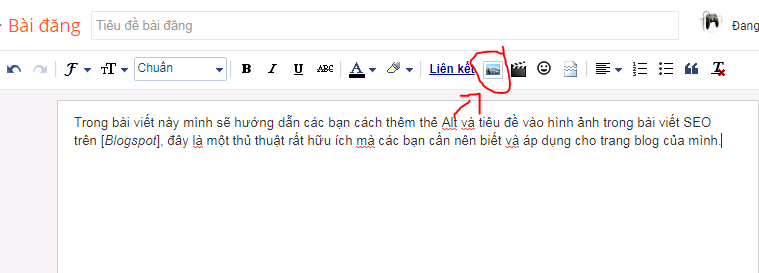 Bài đăng Tiêu đề bài đăng Đang
Chuẩn B I U ABC A Liên kết
Trong bài viết này mình sẽ hướng dẫn các bạn cách thêm thẻ Alt và tiêu đề vào hình ảnh trong bài viết SEO
trên [Blogspot], đây là một thủ thuật rất hữu ích mà các bạn cần nên biết và áp dụng cho trang blog của mình.